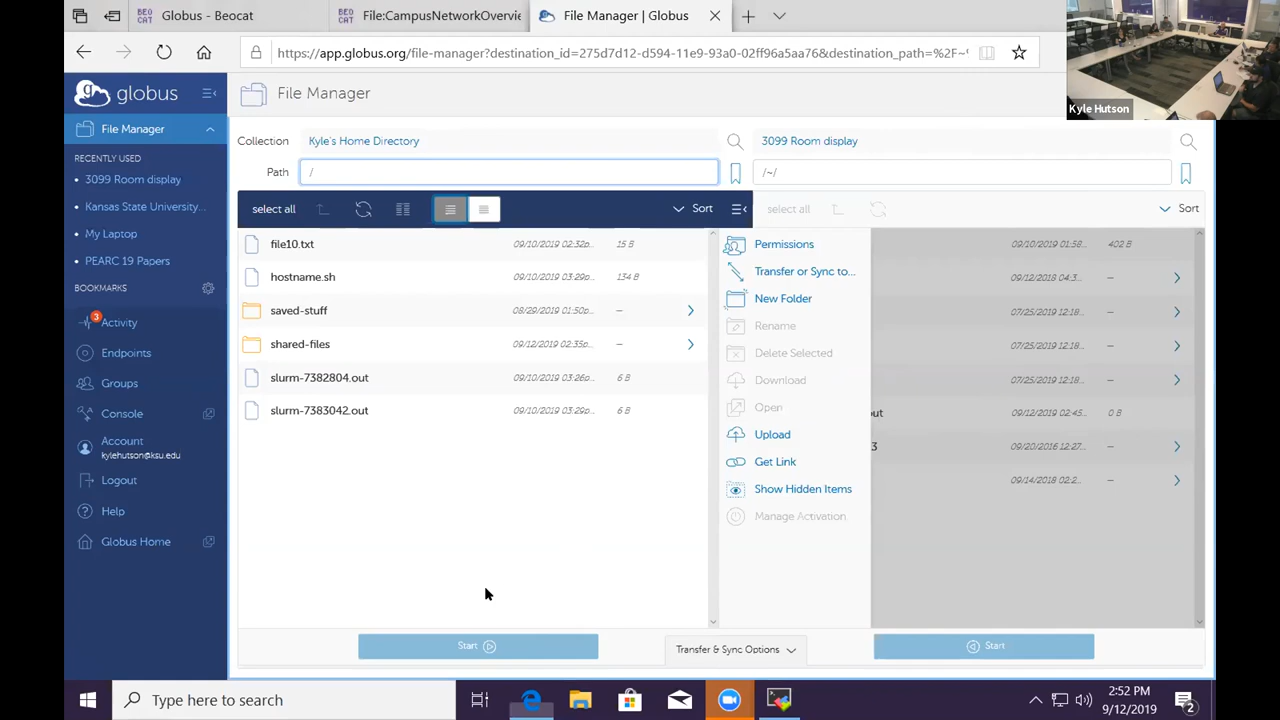 Globus - Beocat
File:CampusNetworkOvervie
File Manager | Globus
https://app.globus.org/file-manager?destination_id=275d7d12-d594-11e9-93a0-02ff96a5aa76&destination_path=%2F~%
Kyle Hutson
globus
File Manager
File Manager
RECENTLY USED
3099 Room display
Kansas State University...
My Laptop
PEARC 19 Papers
BOOKMARKS
3
Activity
Endpoints
Groups
Console
Account
kylehutson@ksu.edu
Logout
Help
Globus Home
Collection
Kyle's Home Directory
3099 Room display
Path
/
/~/
select all
Sort
select all
Sort
file10.txt 09/10/2019 02:32p... 15 B
hostname.sh 09/10/2019 03:29p... 134 B
saved-stuff 08/29/2019 01:50p... –
shared-files 09/12/2019 02:35p... –
slurm-7382804.out 09/10/2019 03:26p... 6 B
slurm-7383042.out 09/10/2019 03:29p... 6 B
Permissions
Transfer or Sync to...
New Folder
Rename
Delete Selected
Download
Open
Upload
Get Link
Show Hidden Items
Manage Activation
09/10/2019 01:58... 402 B
09/12/2018 04:3... –
07/25/2019 12:18... –
07/25/2019 12:18... –
out 09/12/2019 02:45... 0 B
3 09/20/2016 12:27... –
09/14/2018 02:2... –
Start
Transfer & Sync Options
Start
Type here to search
2:52 PM
9/12/2019
2